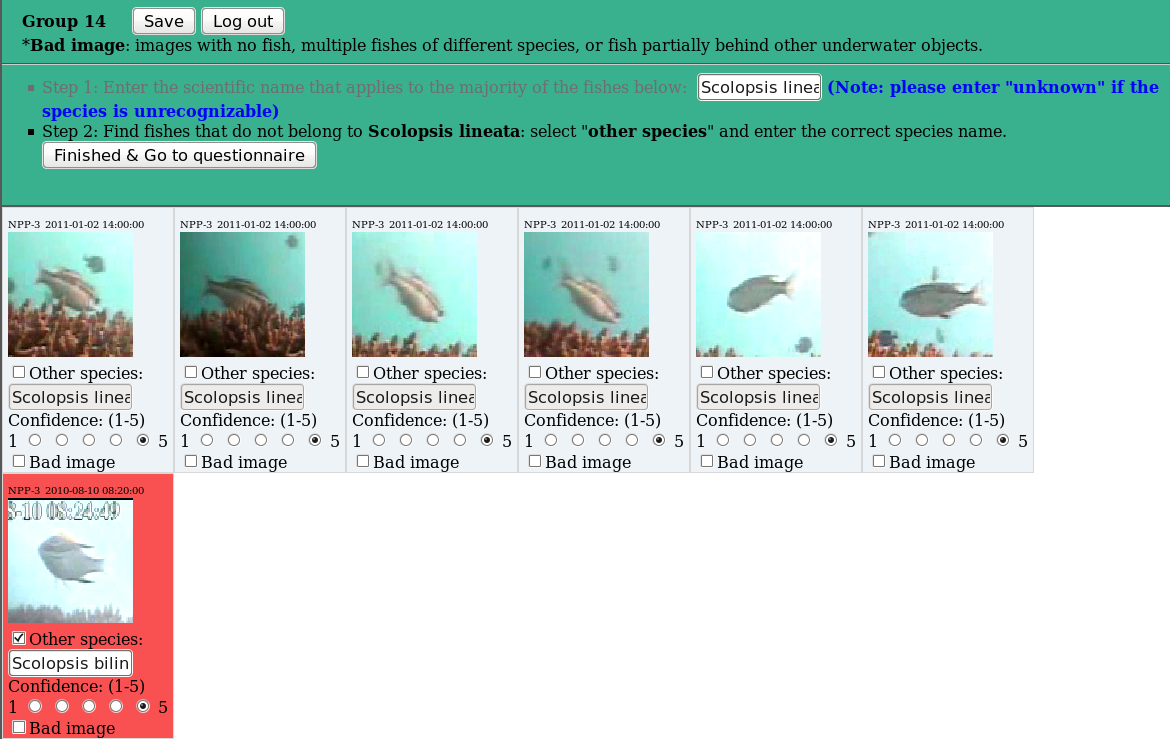 Group 14 Save Log out
*Bad image: images with no fish, multiple fishes of different species, or fish partially behind other underwater objects.
Step 1: Enter the scientific name that applies to the majority of the fishes below: Scolopsis linea (Note: please enter "unknown" if the
species is unrecognizable)
Step 2: Find fishes that do not belong to Scolopsis lineata: select "other species" and enter the correct species name.
Finished & Go to questionnaire
NPP-3 2011-01-02 14:00:00 NPP-3 2011-01-02 14:00:00 NPP-3 2011-01-02 14:00:00 NPP-3 2011-01-02 14:00:00 NPP-3 2011-01-02 14:00:00 NPP-3 2011-01-02 14:00:00
Other species: Other species: Other species: Other species: Other species: Other species:
Scolopsis linea Scolopsis linea Scolopsis linea Scolopsis linea Scolopsis linea Scolopsis linea
Confidence: (1-5) Confidence: (1-5) Confidence: (1-5) Confidence: (1-5) Confidence: (1-5) Confidence: (1-5)
1 5 1 5 1 5 1 5 1 5 1 5
Bad image Bad image Bad image Bad image Bad image Bad image
NPP-3 2010-08-10 08:20:00
8-10 08:24:49
Other species:
Scolopsis bilin
Confidence: (1-5)
1 5
Bad image